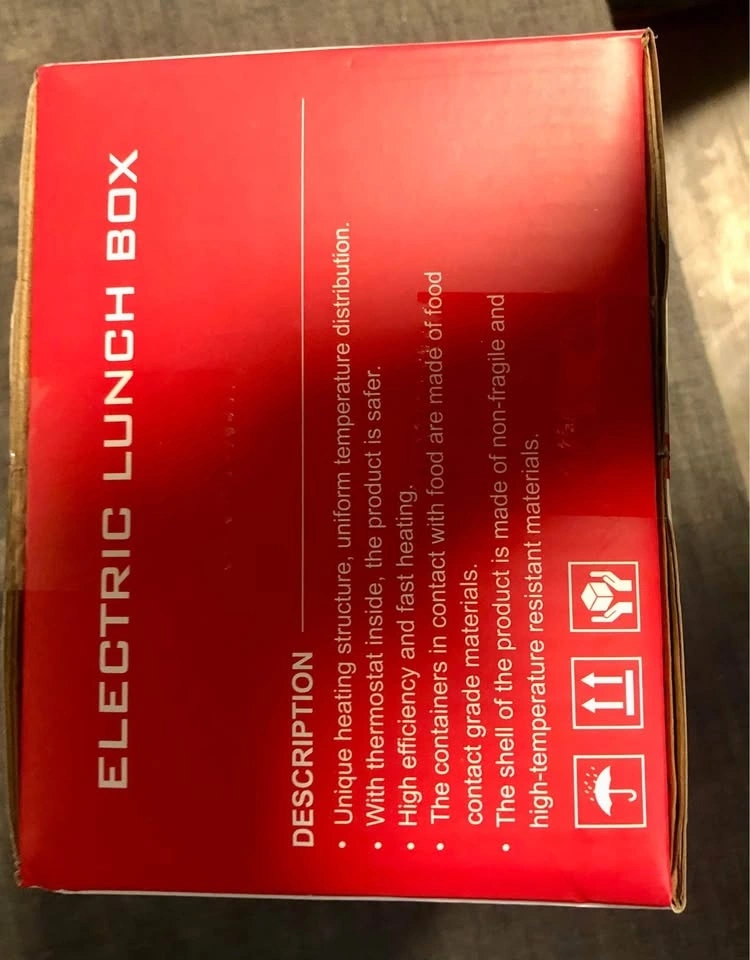 ELECTRIC LUNCH BOX
DESCRIPTION
• Unique heating structure, uniform temperature distribution.
• With thermostat inside, the product is safer.
• High efficiency and fast heating.
• The containers in contact with food are made of food
contact grade materials.
• The shell of the product is made of non-fragile and
high-temperature resistant materials.